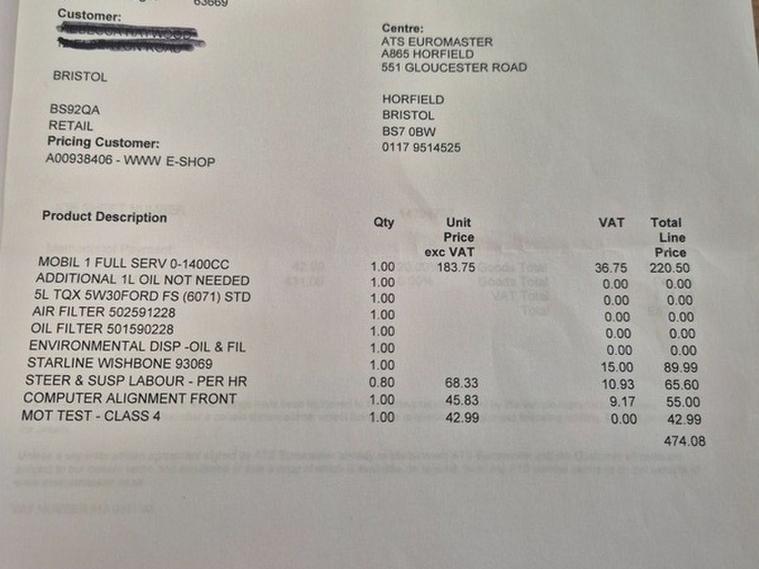 63669
Customer:
BRISTOL
BS92QA
RETAIL
Pricing Customer:
A00938406 - WWW E-SHOP
Centre:
ATS EUROMASTER
A865 HORFIELD
551 GLOUCESTER ROAD
HORFIELD
BRISTOL
BS7 0BW
0117 9514525
Product Description Qty Unit Price exc VAT VAT Total Line Price
MOBIL 1 FULL SERV 0-1400CC 1.00 183.75 36.75 220.50
ADDITIONAL 1L OIL NOT NEEDED 1.00 0.00 0.00
5L TQX 5W30FORD FS (6071) STD 1.00 0.00 0.00
AIR FILTER 502591228 1.00 0.00 0.00
OIL FILTER 501590228 1.00 0.00 0.00
ENVIRONMENTAL DISP -OIL & FIL 1.00 0.00 0.00
STARLINE WISHBONE 93069 1.00 15.00 89.99
STEER & SUSP LABOUR - PER HR 0.80 68.33 10.93 65.60
COMPUTER ALIGNMENT FRONT 1.00 45.83 9.17 55.00
MOT TEST - CLASS 4 1.00 42.99 0.00 42.99
474.08